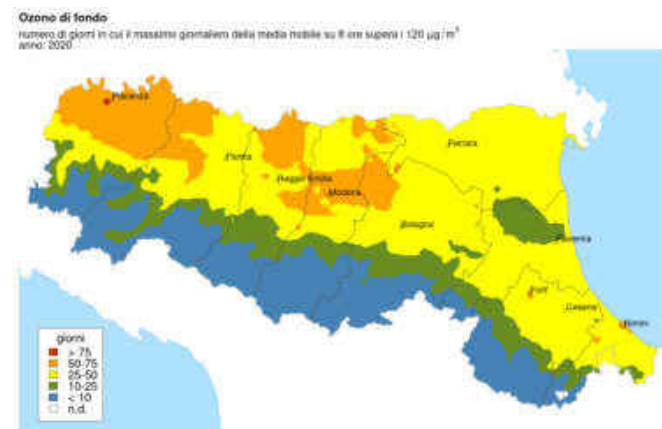 Ozono di fondo
numero di giorni in cui il massimo giornaliero della media mobile su 8 ore supera i 120 µg/m³
anno: 2020
Piacenza
Parma
Reggio Emilia
Modena
Ferrara
Bologna
Ravenna
Forlì
Cesena
Rimini
giorni
> 75
50-75
25-50
10-25
< 10
n.d.